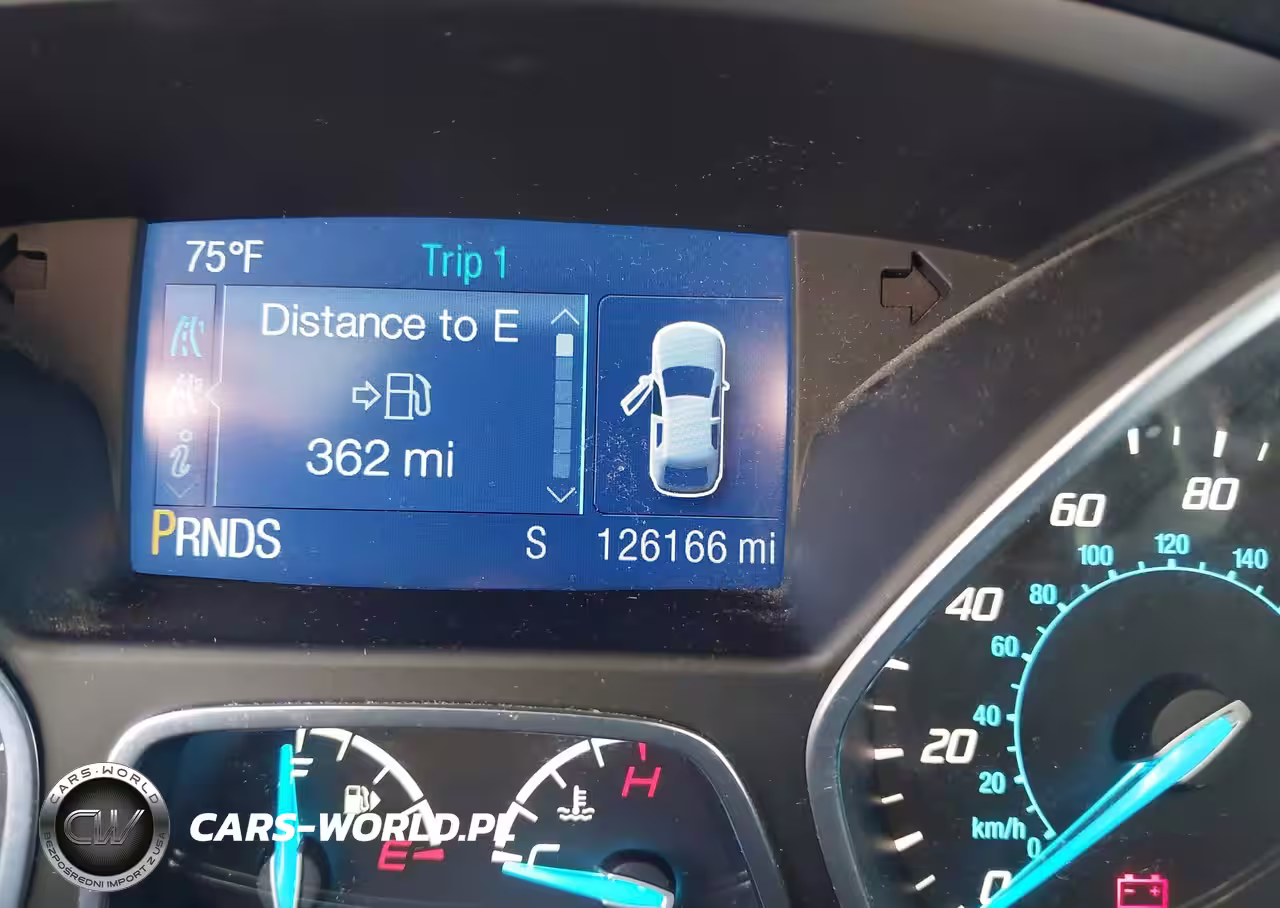 75°F
Trip 1
Distance to E
362 mi
PRNDS
S
126166 mi
60
80
100
120
140
40
80
60
40
20
20
km/h
0
0
F
E
H
C
CARS-WORLD
CW
BEZPOŚREDNI IMPORT Z USA
CARS-WORLD.PL